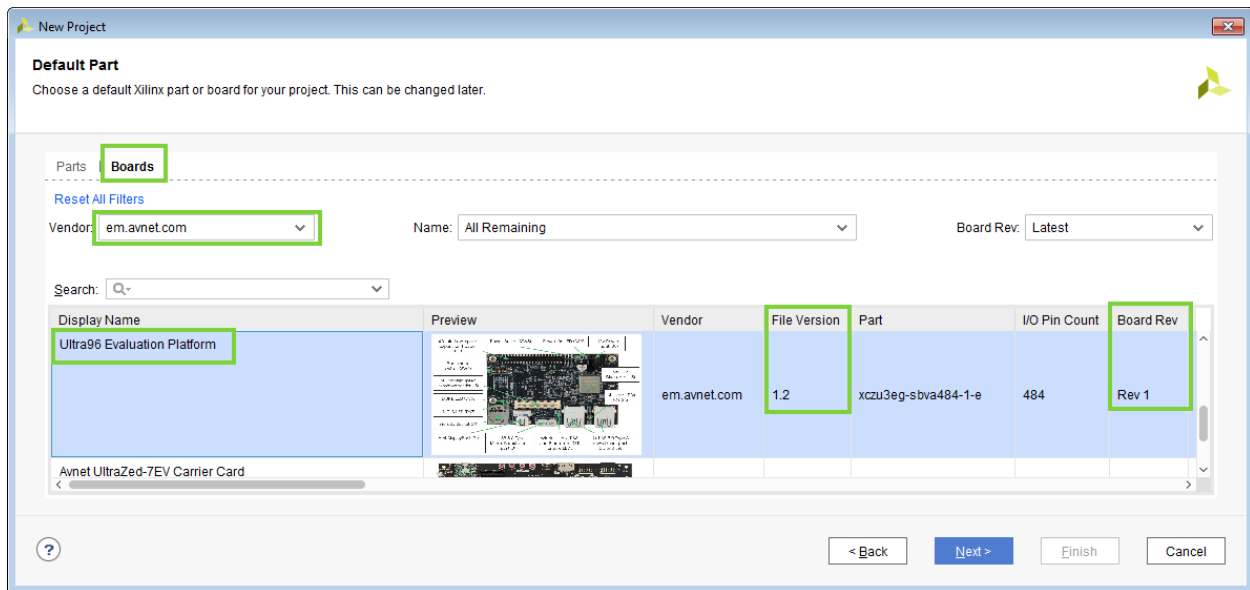 New Project
Default Part
Choose a default Xilinx part or board for your project. This can be changed later.
Parts | Boards
Reset All Filters
Vendor: em.avnet.com Name: All Remaining Board Rev: Latest
Search:
Display Name Preview Vendor File Version Part I/O Pin Count Board Rev
Ultra96 Evaluation Platform
em.avnet.com 1.2 xczu3eg-sbva484-1-e 484 Rev 1
Avnet UltraZed-7EV Carrier Card
? < Back Next > Finish Cancel